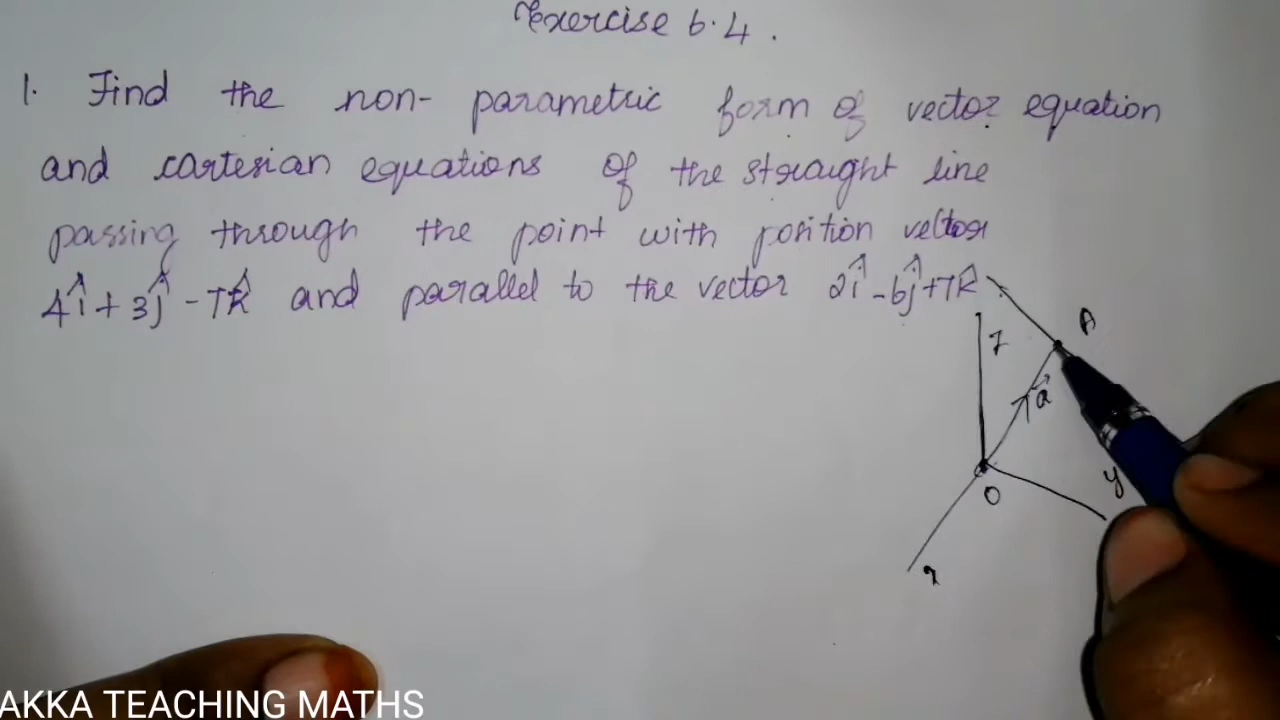 Exercise 6.4.
1. Find the non-parametric form of vector equation
and cartesian equations of the straight line
passing through the point with position vector
4î + 3ĵ - 7k̂ and parallel to the vector 2î - 6ĵ + 7k̂.
A
z
a⃗
y
O
x
AKKA TEACHING MATHS